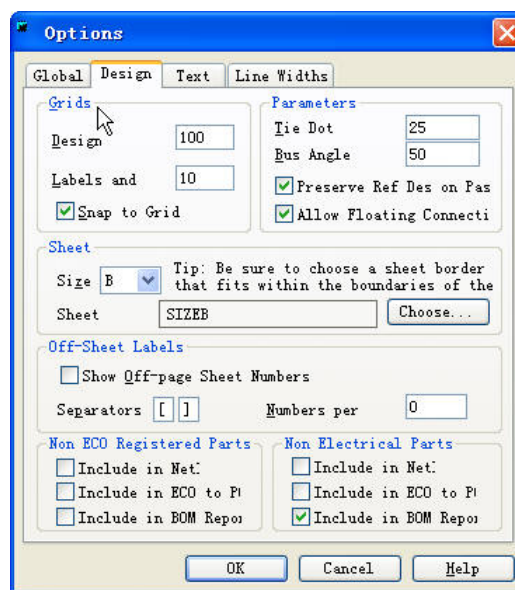 Options
Global Design Text Line Widths
Grids
Design 100
Labels and 10
Snap to Grid
Parameters
Tie Dot 25
Bus Angle 50
Preserve Ref Des on Pas
Allow Floating Connecti
Sheet
Size B
Tip: Be sure to choose a sheet border
that fits within the boundaries of the
Sheet SIZEB Choose...
Off-Sheet Labels
Show Off-page Sheet Numbers
Separators [ ] Numbers per 0
Non ECO Registered Parts
Include in Net
Include in ECO to P
Include in BOM Repo
Non Electrical Parts
Include in Net
Include in ECO to P
Include in BOM Repo
OK Cancel Help